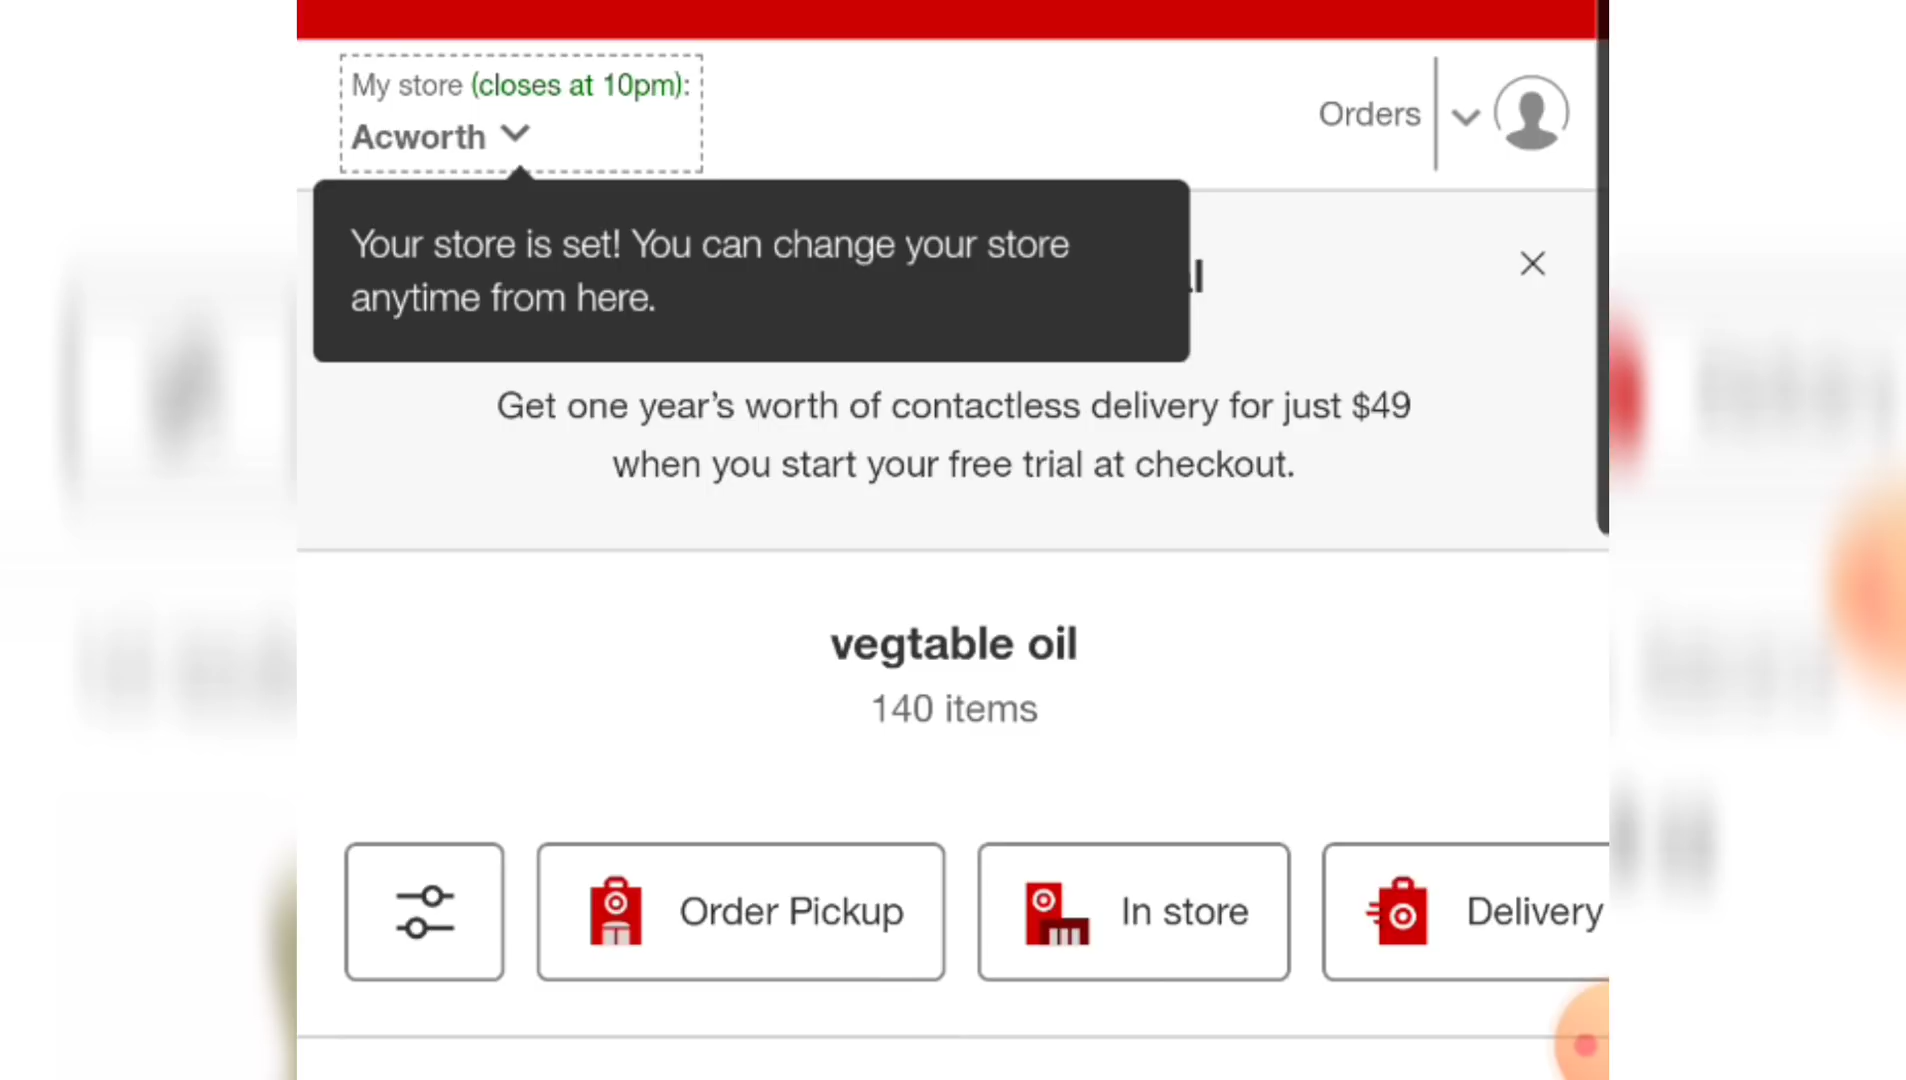 My store (closes at 10pm):
Acworth
Orders
Your store is set! You can change your store
anytime from here.
Get one year’s worth of contactless delivery for just $49
when you start your free trial at checkout.
vegtable oil
140 items
Order Pickup
In store
Delivery